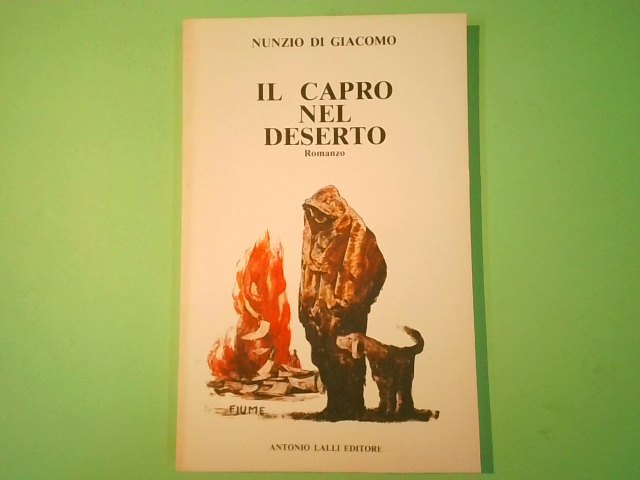 NUNZIO DI GIACOMO
IL CAPRO
NEL
DESERTO
Romanzo
FIUME
ANTONIO LALLI EDITORE